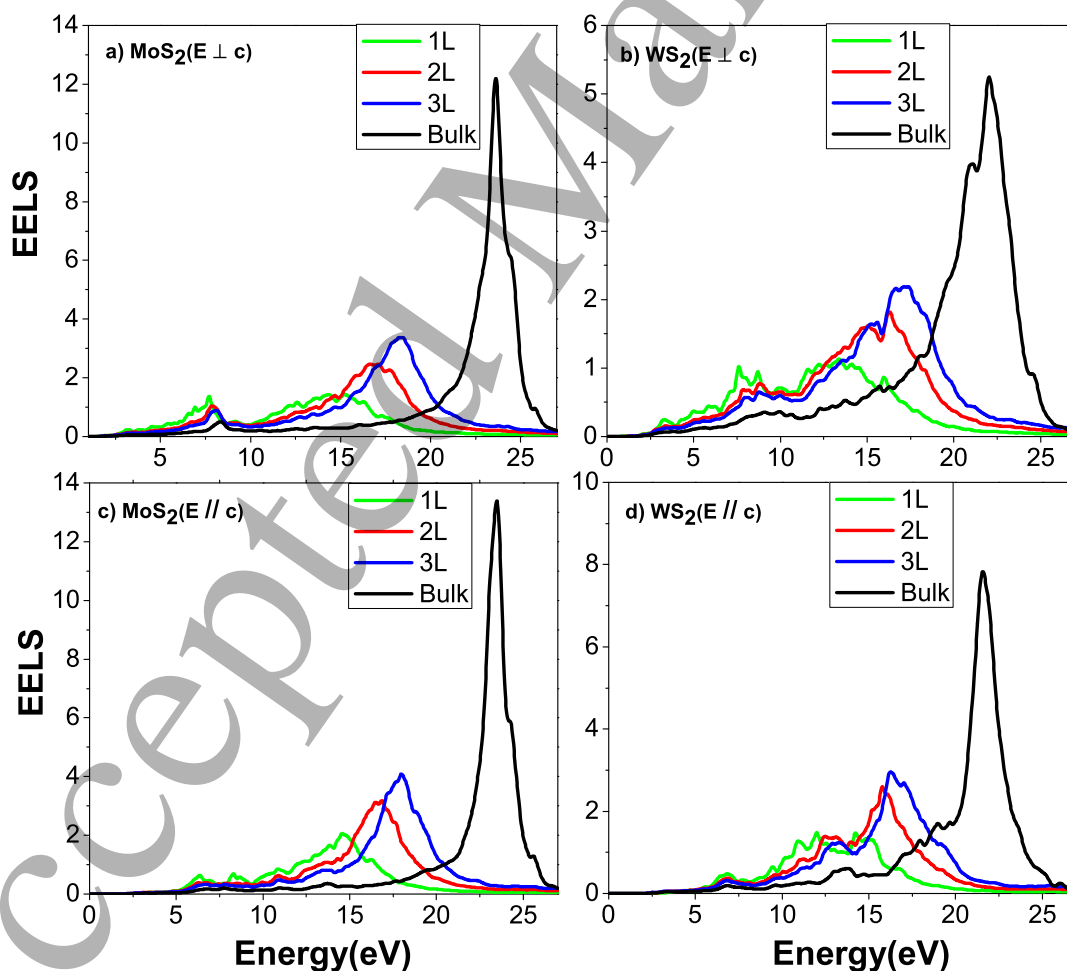 14
12
10
8
6
4
2
0
EELS
a) MoS2(E ⊥ c)
1L
2L
3L
Bulk
5 10 15 20 25
6
5
4
3
2
1
0
b) WS2(E ⊥ c)
1L
2L
3L
Bulk
0 5 10 15 20 25
14
12
10
8
6
4
2
0
EELS
c) MoS2(E // c)
1L
2L
3L
Bulk
0 5 10 15 20 25
Energy(eV)
10
8
6
4
2
0
d) WS2(E // c)
1L
2L
3L
Bulk
0 5 10 15 20 25
Energy(eV)
ccepted Ma